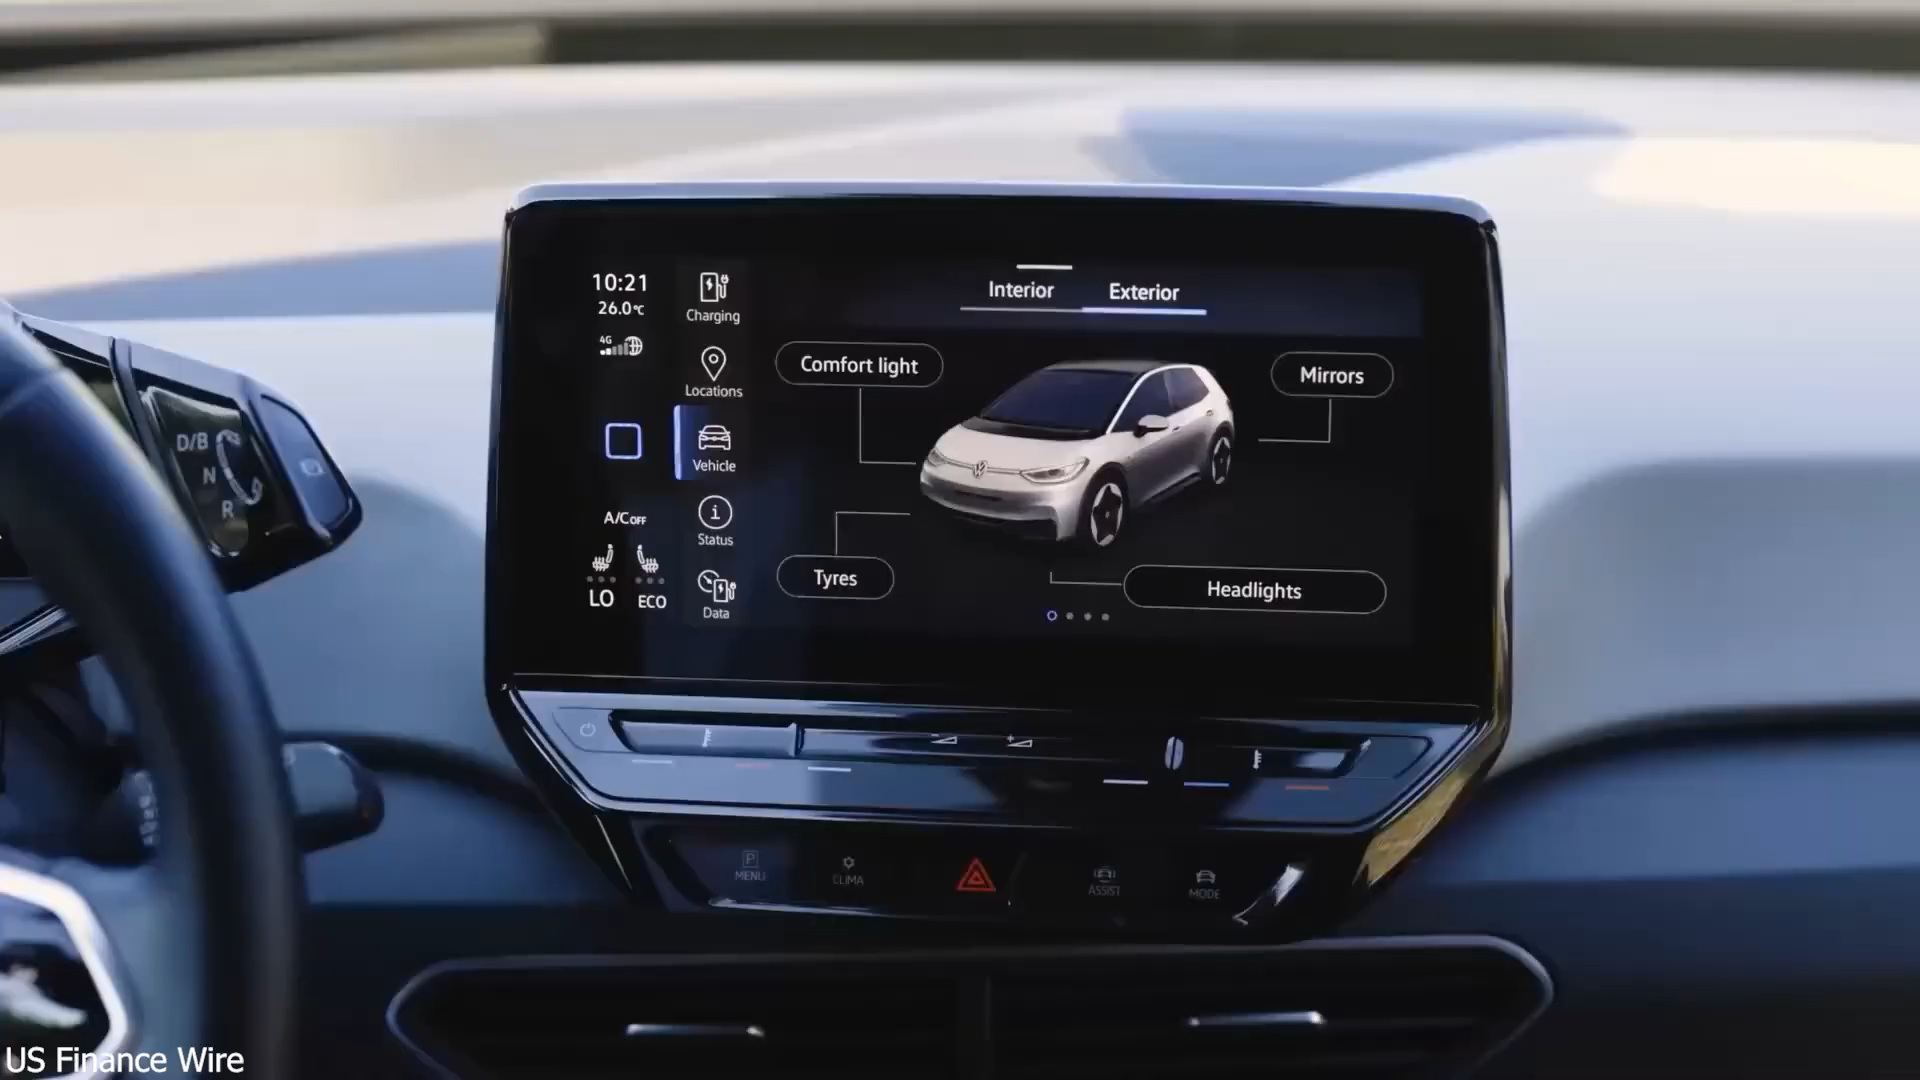 10:21
26.0°C
4G
A/C OFF
LO
ECO
Charging
Locations
Vehicle
Status
Data
Interior
Exterior
Comfort light
Mirrors
Tyres
Headlights
D/B
N
R
P
MENU
CLIMA
ASSIST
MODE
US Finance Wire